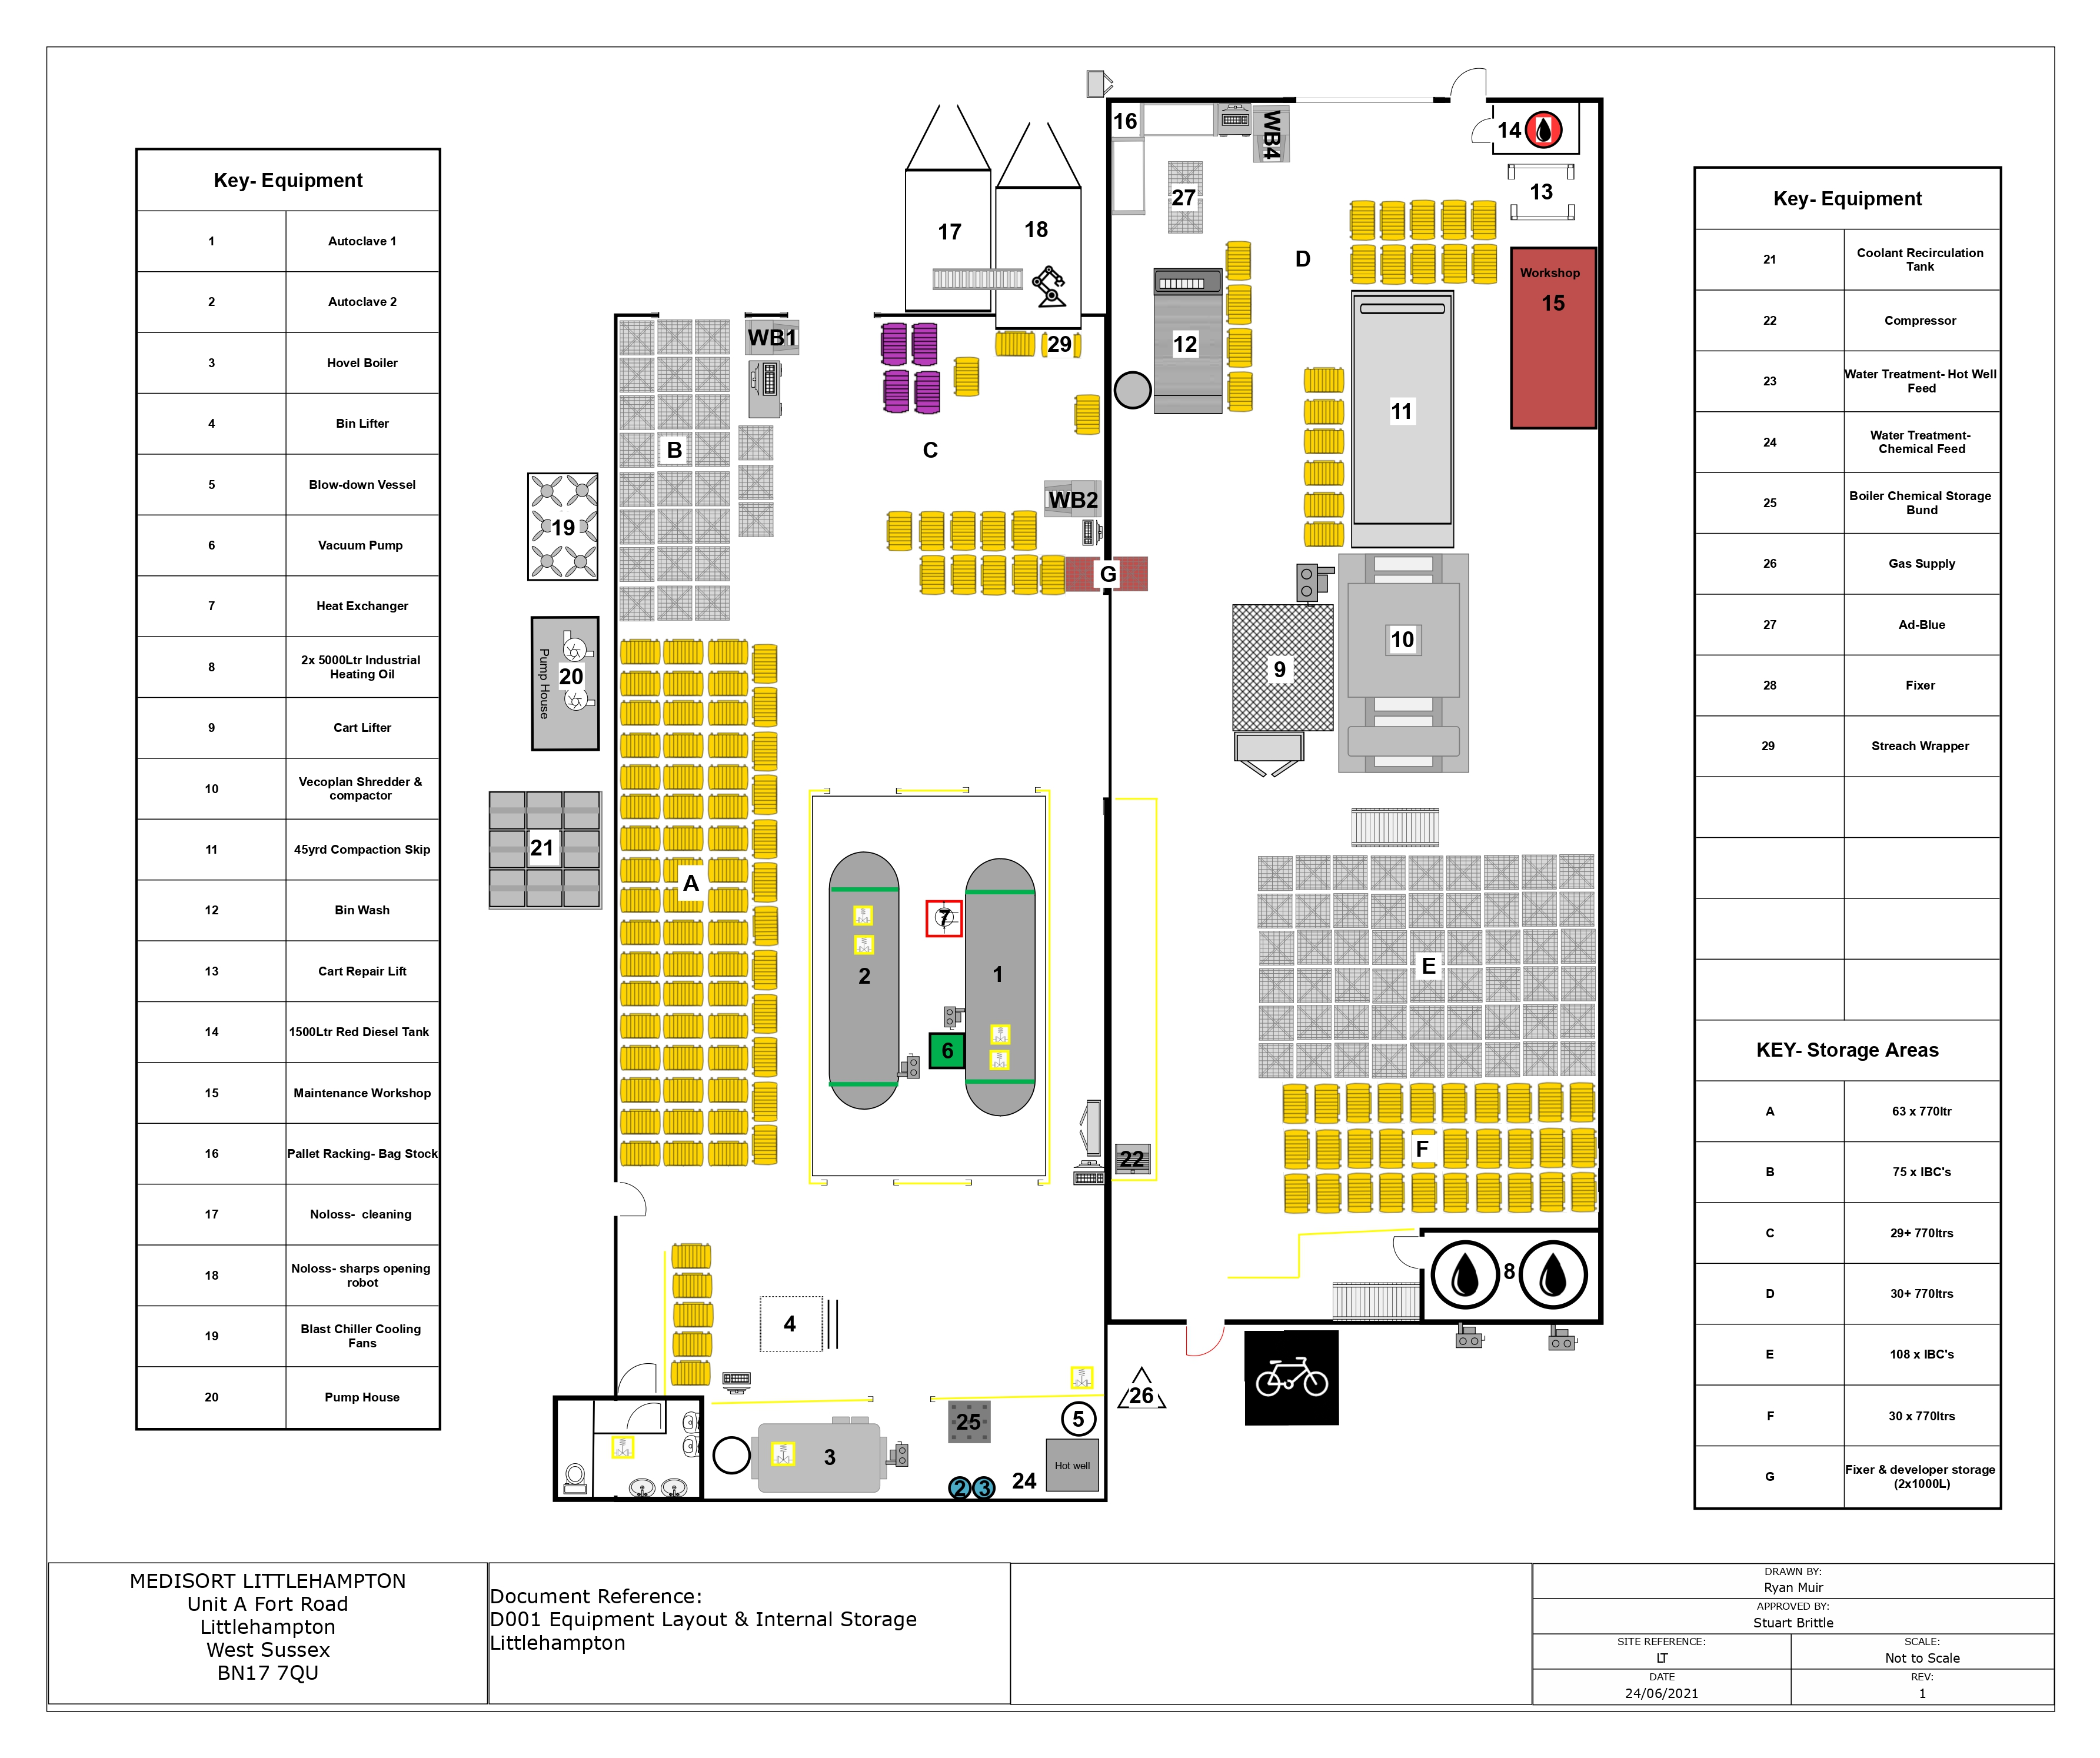 Key- Equipment
1 Autoclave 1
2 Autoclave 2
3 Hovel Boiler
4 Bin Lifter
5 Blow-down Vessel
6 Vacuum Pump
7 Heat Exchanger
8 2x 5000Ltr Industrial
Heating Oil
9 Cart Lifter
10 Vecoplan Shredder &
compactor
11 45yrd Compaction Skip
12 Bin Wash
13 Cart Repair Lift
14 1500Ltr Red Diesel Tank
15 Maintenance Workshop
16 Pallet Racking- Bag Stock
17 Noloss- cleaning
18 Noloss- sharps opening
robot
19 Blast Chiller Cooling
Fans
20 Pump House
16
WB4
14
27
13
17
18
D
Workshop
15
WB1
29
12
11
B
C
WB2
19
G
Pump House
20
9
10
21
A
7
2
1
E
6
22
F
8
4
26
25
5
3
Hot well
2 3
24
Key- Equipment
21 Coolant Recirculation
Tank
22 Compressor
23 Water Treatment- Hot Well
Feed
24 Water Treatment-
Chemical Feed
25 Boiler Chemical Storage
Bund
26 Gas Supply
27 Ad-Blue
28 Fixer
29 Streach Wrapper
KEY- Storage Areas
A 63 x 770ltr
B 75 x IBC's
C 29+ 770ltrs
D 30+ 770ltrs
E 108 x IBC's
F 30 x 770ltrs
G Fixer & developer storage
(2x1000L)
MEDISORT LITTLEHAMPTON
Unit A Fort Road
Littlehampton
West Sussex
BN17 7QU
Document Reference:
D001 Equipment Layout & Internal Storage
Littlehampton
DRAWN BY:
Ryan Muir
APPROVED BY:
Stuart Brittle
SITE REFERENCE:
LT
SCALE:
Not to Scale
DATE
24/06/2021
REV:
1